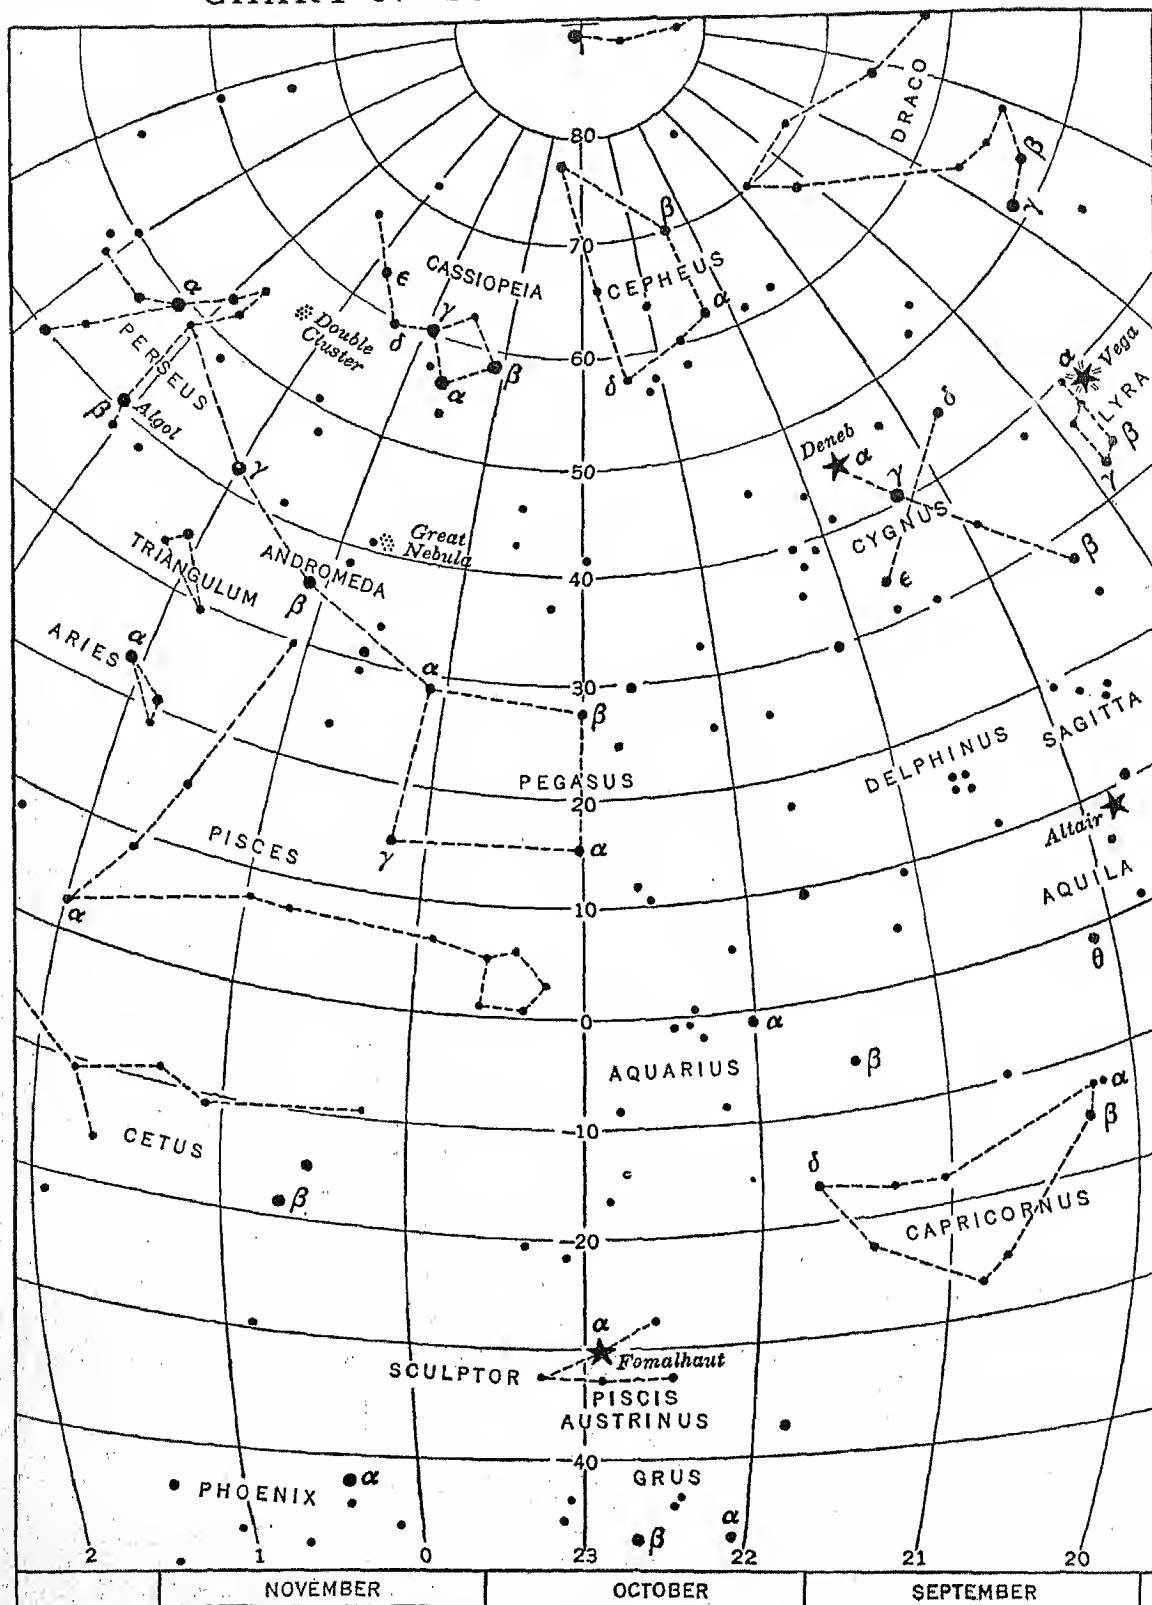 80
DRACO
β
γ
β
70
CASSIOPEIA
CEPHEUS
ε
α
α
γ
Double
Cluster
δ
60
α
Vega
PERSEUS
β
δ
α
LYRA
δ
β
Algol
β
γ
Deneb
α
γ
50
γ
CYGNUS
Great
Nebula
TRIANGULUM
ANDROMEDA
β
ε
40
β
ARIES
α
α
30
β
SAGITTA
DELPHINUS
PEGASUS
20
Altair
PISCES
γ
α
AQUILA
10
α
θ
0
α
AQUARIUS
β
α
β
CETUS
-10
δ
β
CAPRICORNUS
-20
α
SCULPTOR
Fomalhaut
PISCIS
AUSTRINUS
-40
α
GRUS
PHOENIX
α
β
2 1 0 23 22 21 20
NOVEMBER OCTOBER SEPTEMBER